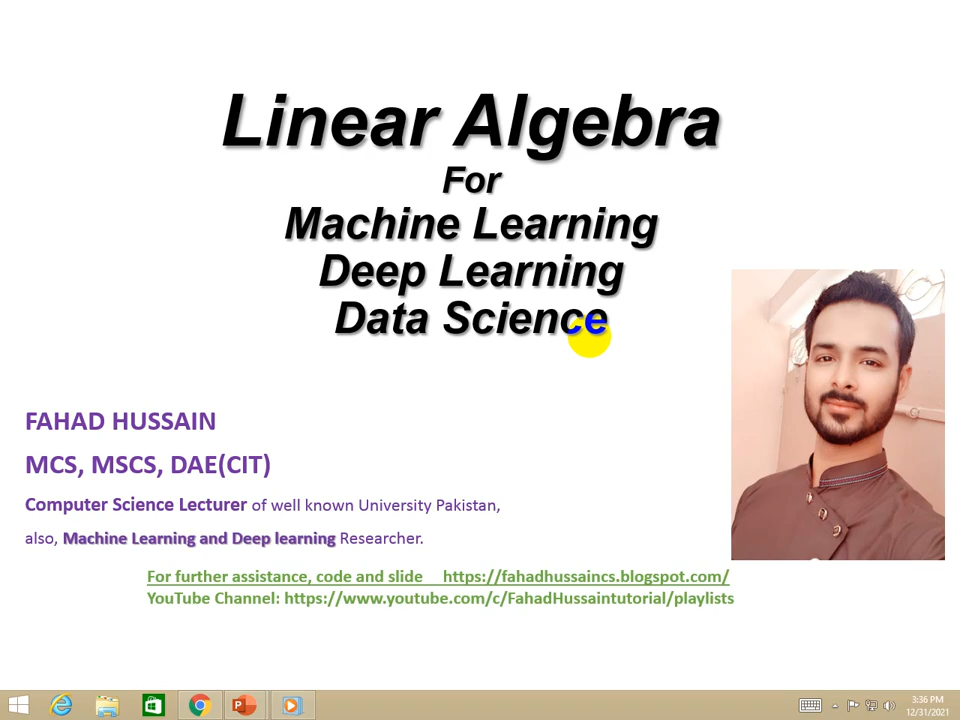 Linear Algebra
For
Machine Learning
Deep Learning
Data Science
FAHAD HUSSAIN
MCS, MSCS, DAE(CIT)
Computer Science Lecturer of well known University Pakistan,
also, Machine Learning and Deep learning Researcher.
For further assistance, code and slide https://fahadhussaincs.blogspot.com/
YouTube Channel: https://www.youtube.com/c/FahadHussaintutorial/playlists
3:36 PM
12/31/2021